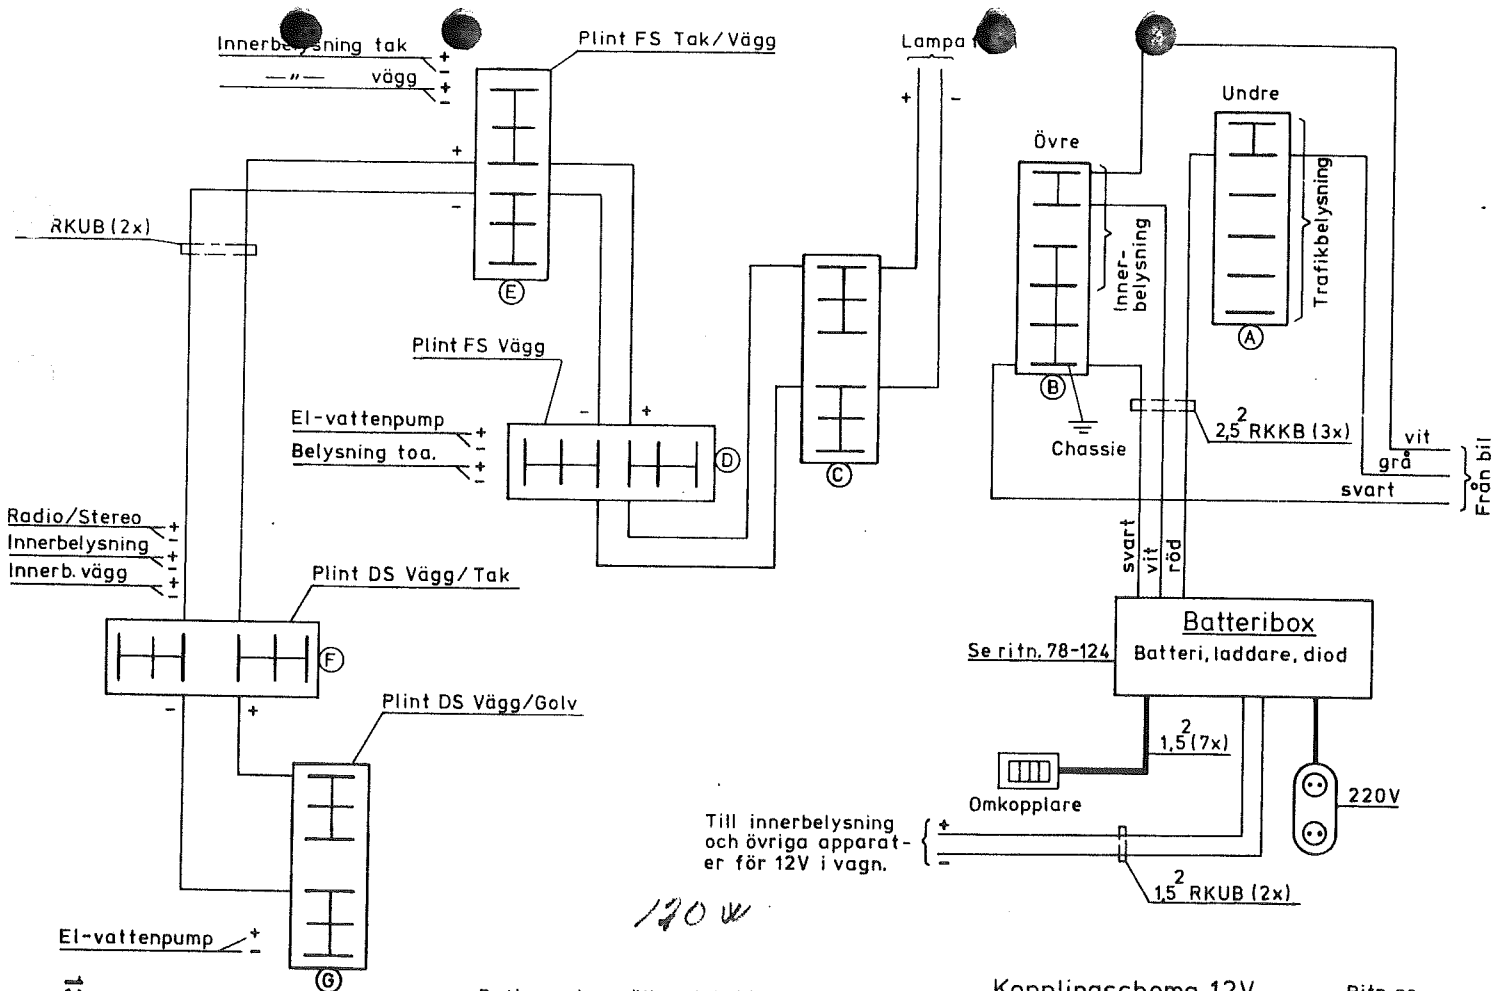 Innerbelysning tak
+
-
—"— vägg
+
-
Plint FS Tak/Vägg
Lampa
+ -
Undre
Övre
+
-
RKUB (2x)
E
Inner-
belysning
Trafikbelysning
A
B
Plint FS Vägg
- +
El-vattenpump
+
-
Belysning toa.
+
-
D
C
Chassie
2,5² RKKB (3x)
vit
grå
svart
Från bil
Radio/Stereo
+
-
Innerbelysning
+
-
Innerb. vägg
+
-
svart
vit
röd
Plint DS Vägg/Tak
F
Batteribox
Batteri, laddare, diod
Se ritn. 78-124
- +
Plint DS Vägg/Golv
1,5² (7x)
Omkopplare
220V
Till innerbelysning
och övriga apparat-
er för 12V i vagn.
+
-
1,5² RKUB (2x)
120 W
El-vattenpump
+
-
G
Kopplingschema 12V